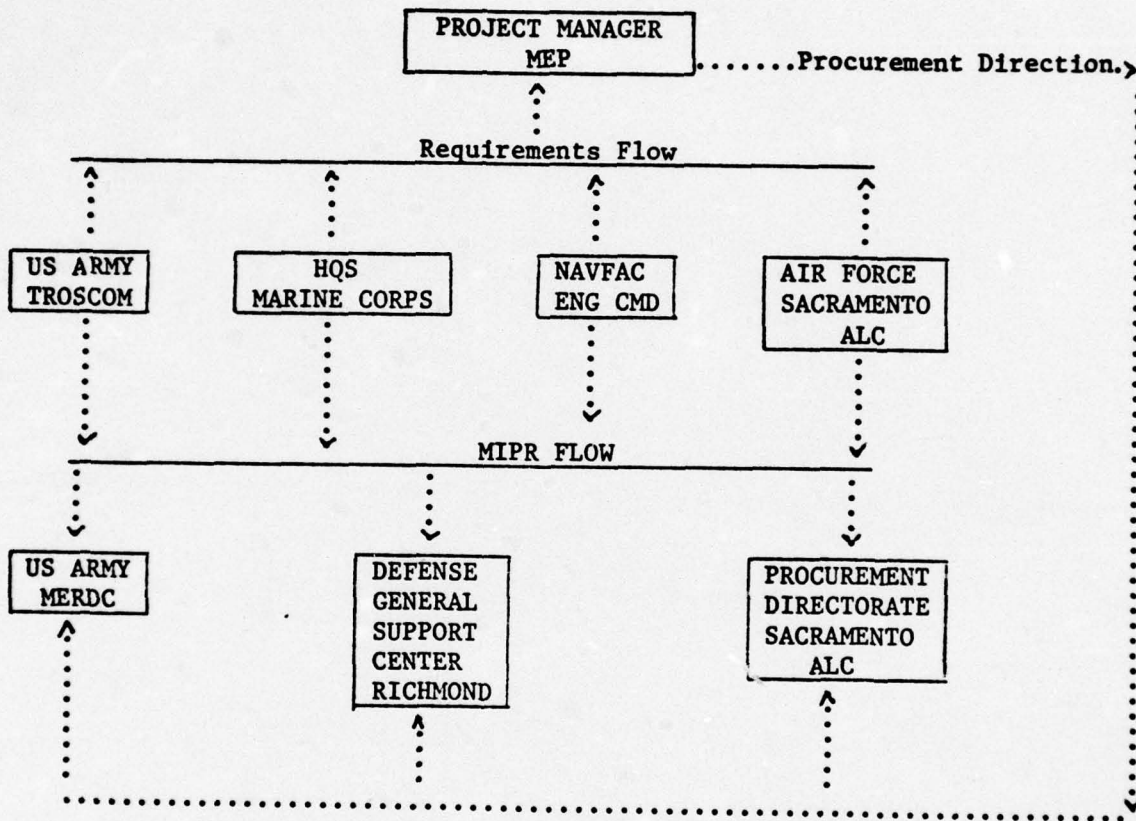 PROJECT MANAGER
MEP
.......Procurement Direction.
Requirements Flow
US ARMY
TROSCOM
HQS
MARINE CORPS
NAVFAC
ENG CMD
AIR FORCE
SACRAMENTO
ALC
MIPR FLOW
US ARMY
MERDC
DEFENSE
GENERAL
SUPPORT
CENTER
RICHMOND
PROCUREMENT
DIRECTORATE
SACRAMENTO
ALC